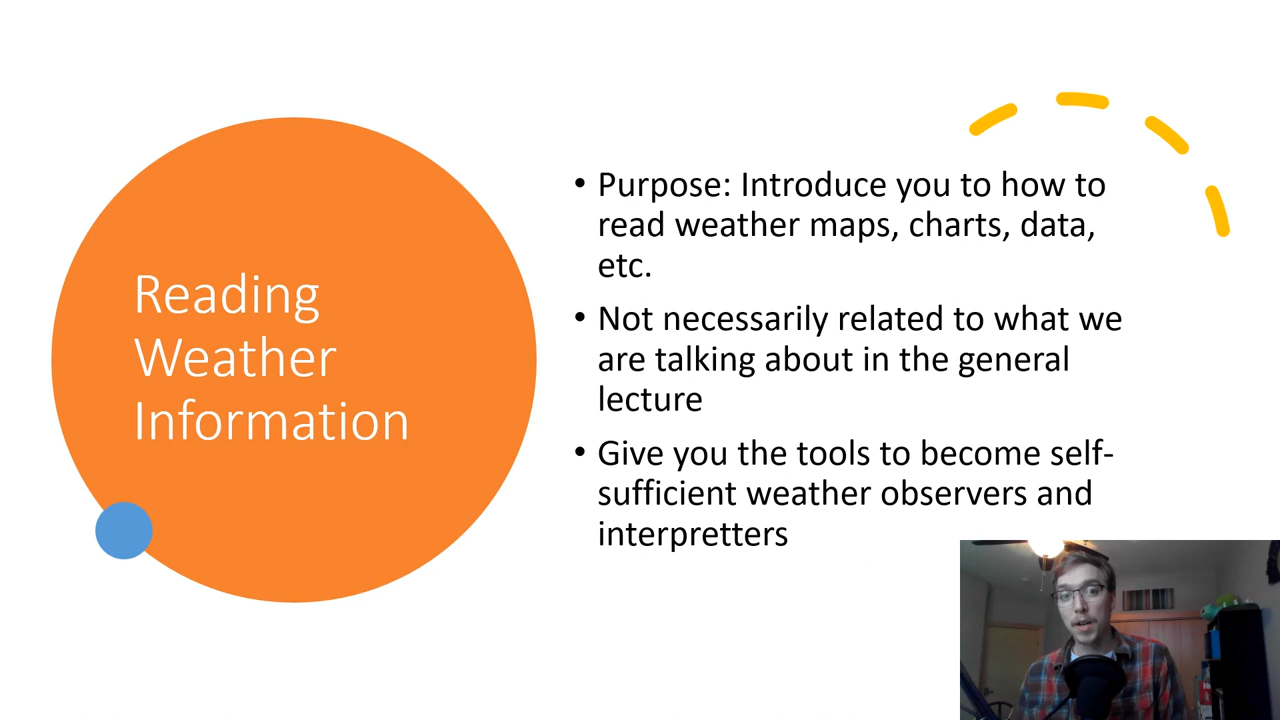 Reading
Weather
Information
• Purpose: Introduce you to how to
read weather maps, charts, data,
etc.
• Not necessarily related to what we
are talking about in the general
lecture
• Give you the tools to become self-
sufficient weather observers and
interpretters